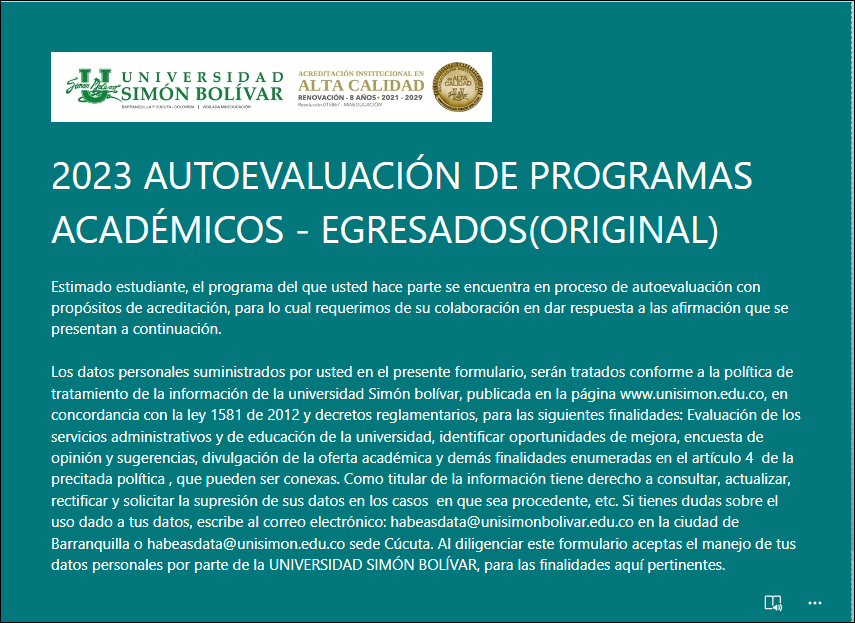 UNIVERSIDAD
SIMÓN BOLÍVAR
BARRANQUILLA Y CÚCUTA - COLOMBIA | VIGILADA MINEDUCACIÓN
ACREDITACIÓN INSTITUCIONAL EN
ALTA CALIDAD
RENOVACIÓN - 8 AÑOS - 2021 - 2029
Resolución 015867 - MINEDUCACIÓN
ALTA
CALIDAD
2023 AUTOEVALUACIÓN DE PROGRAMAS
ACADÉMICOS - EGRESADOS(ORIGINAL)
Estimado estudiante, el programa del que usted hace parte se encuentra en proceso de autoevaluación con
propósitos de acreditación, para lo cual requerimos de su colaboración en dar respuesta a las afirmación que se
presentan a continuación.
Los datos personales suministrados por usted en el presente formulario, serán tratados conforme a la política de
tratamiento de la información de la universidad Simón bolívar, publicada en la página www.unisimon.edu.co, en
concordancia con la ley 1581 de 2012 y decretos reglamentarios, para las siguientes finalidades: Evaluación de los
servicios administrativos y de educación de la universidad, identificar oportunidades de mejora, encuesta de
opinión y sugerencias, divulgación de la oferta académica y demás finalidades enumeradas en el artículo 4 de la
precitada política , que pueden ser conexas. Como titular de la información tiene derecho a consultar, actualizar,
rectificar y solicitar la supresión de sus datos en los casos en que sea procedente, etc. Si tienes dudas sobre el
uso dado a tus datos, escribe al correo electrónico: habeasdata@unisimonbolivar.edu.co en la ciudad de
Barranquilla o habeasdata@unisimon.edu.co sede Cúcuta. Al diligenciar este formulario aceptas el manejo de tus
datos personales por parte de la UNIVERSIDAD SIMÓN BOLÍVAR, para las finalidades aquí pertinentes.